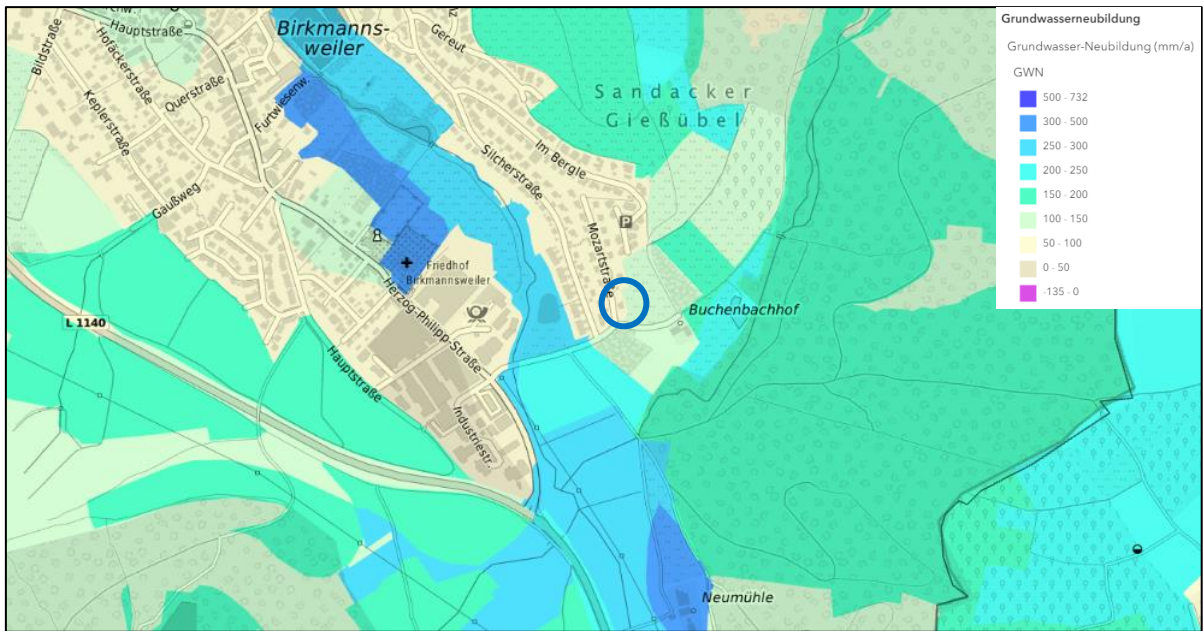 Hauptstraße
Birkmanns-
weiler
Gereut
Bildstraße
Hofäckerstraße
Querstraße
Furtwiesenw.
Keplerstraße
Gaußweg
Sandacker
Gießübel
Im Bergle
Silcherstraße
Mozartstraße
P
Friedhof
Birkmannsweiler
Herzog-Philipp-Straße
Buchenbachhof
L 1140
Hauptstraße
Industriestr.
Neumühle
Grundwasserneubildung
Grundwasser-Neubildung (mm/a)
GWN
500 - 732
300 - 500
250 - 300
200 - 250
150 - 200
100 - 150
50 - 100
0 - 50
-135 - 0